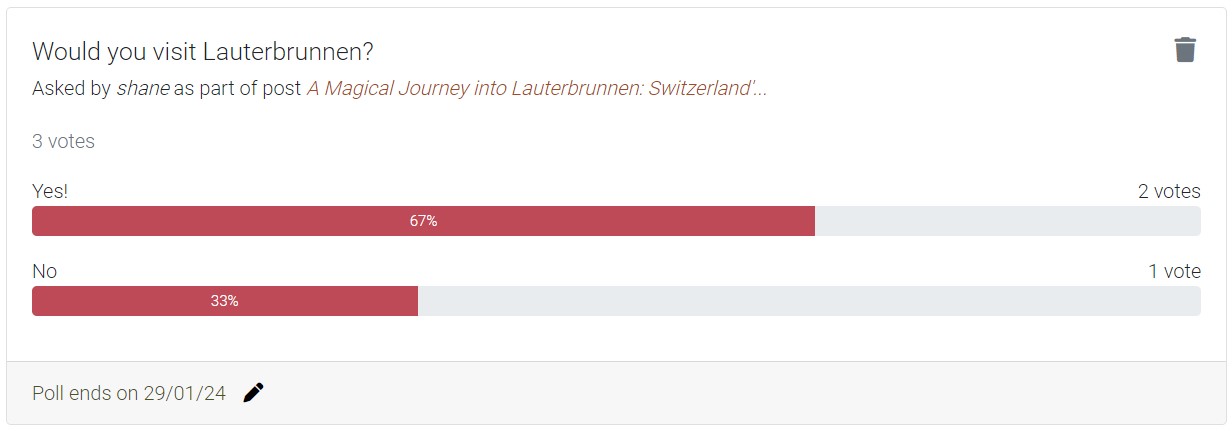 Would you visit Lauterbrunnen?
Asked by shane as part of post A Magical Journey into Lauterbrunnen: Switzerland'...
3 votes
Yes! 2 votes
67%
No 1 vote
33%
Poll ends on 29/01/24